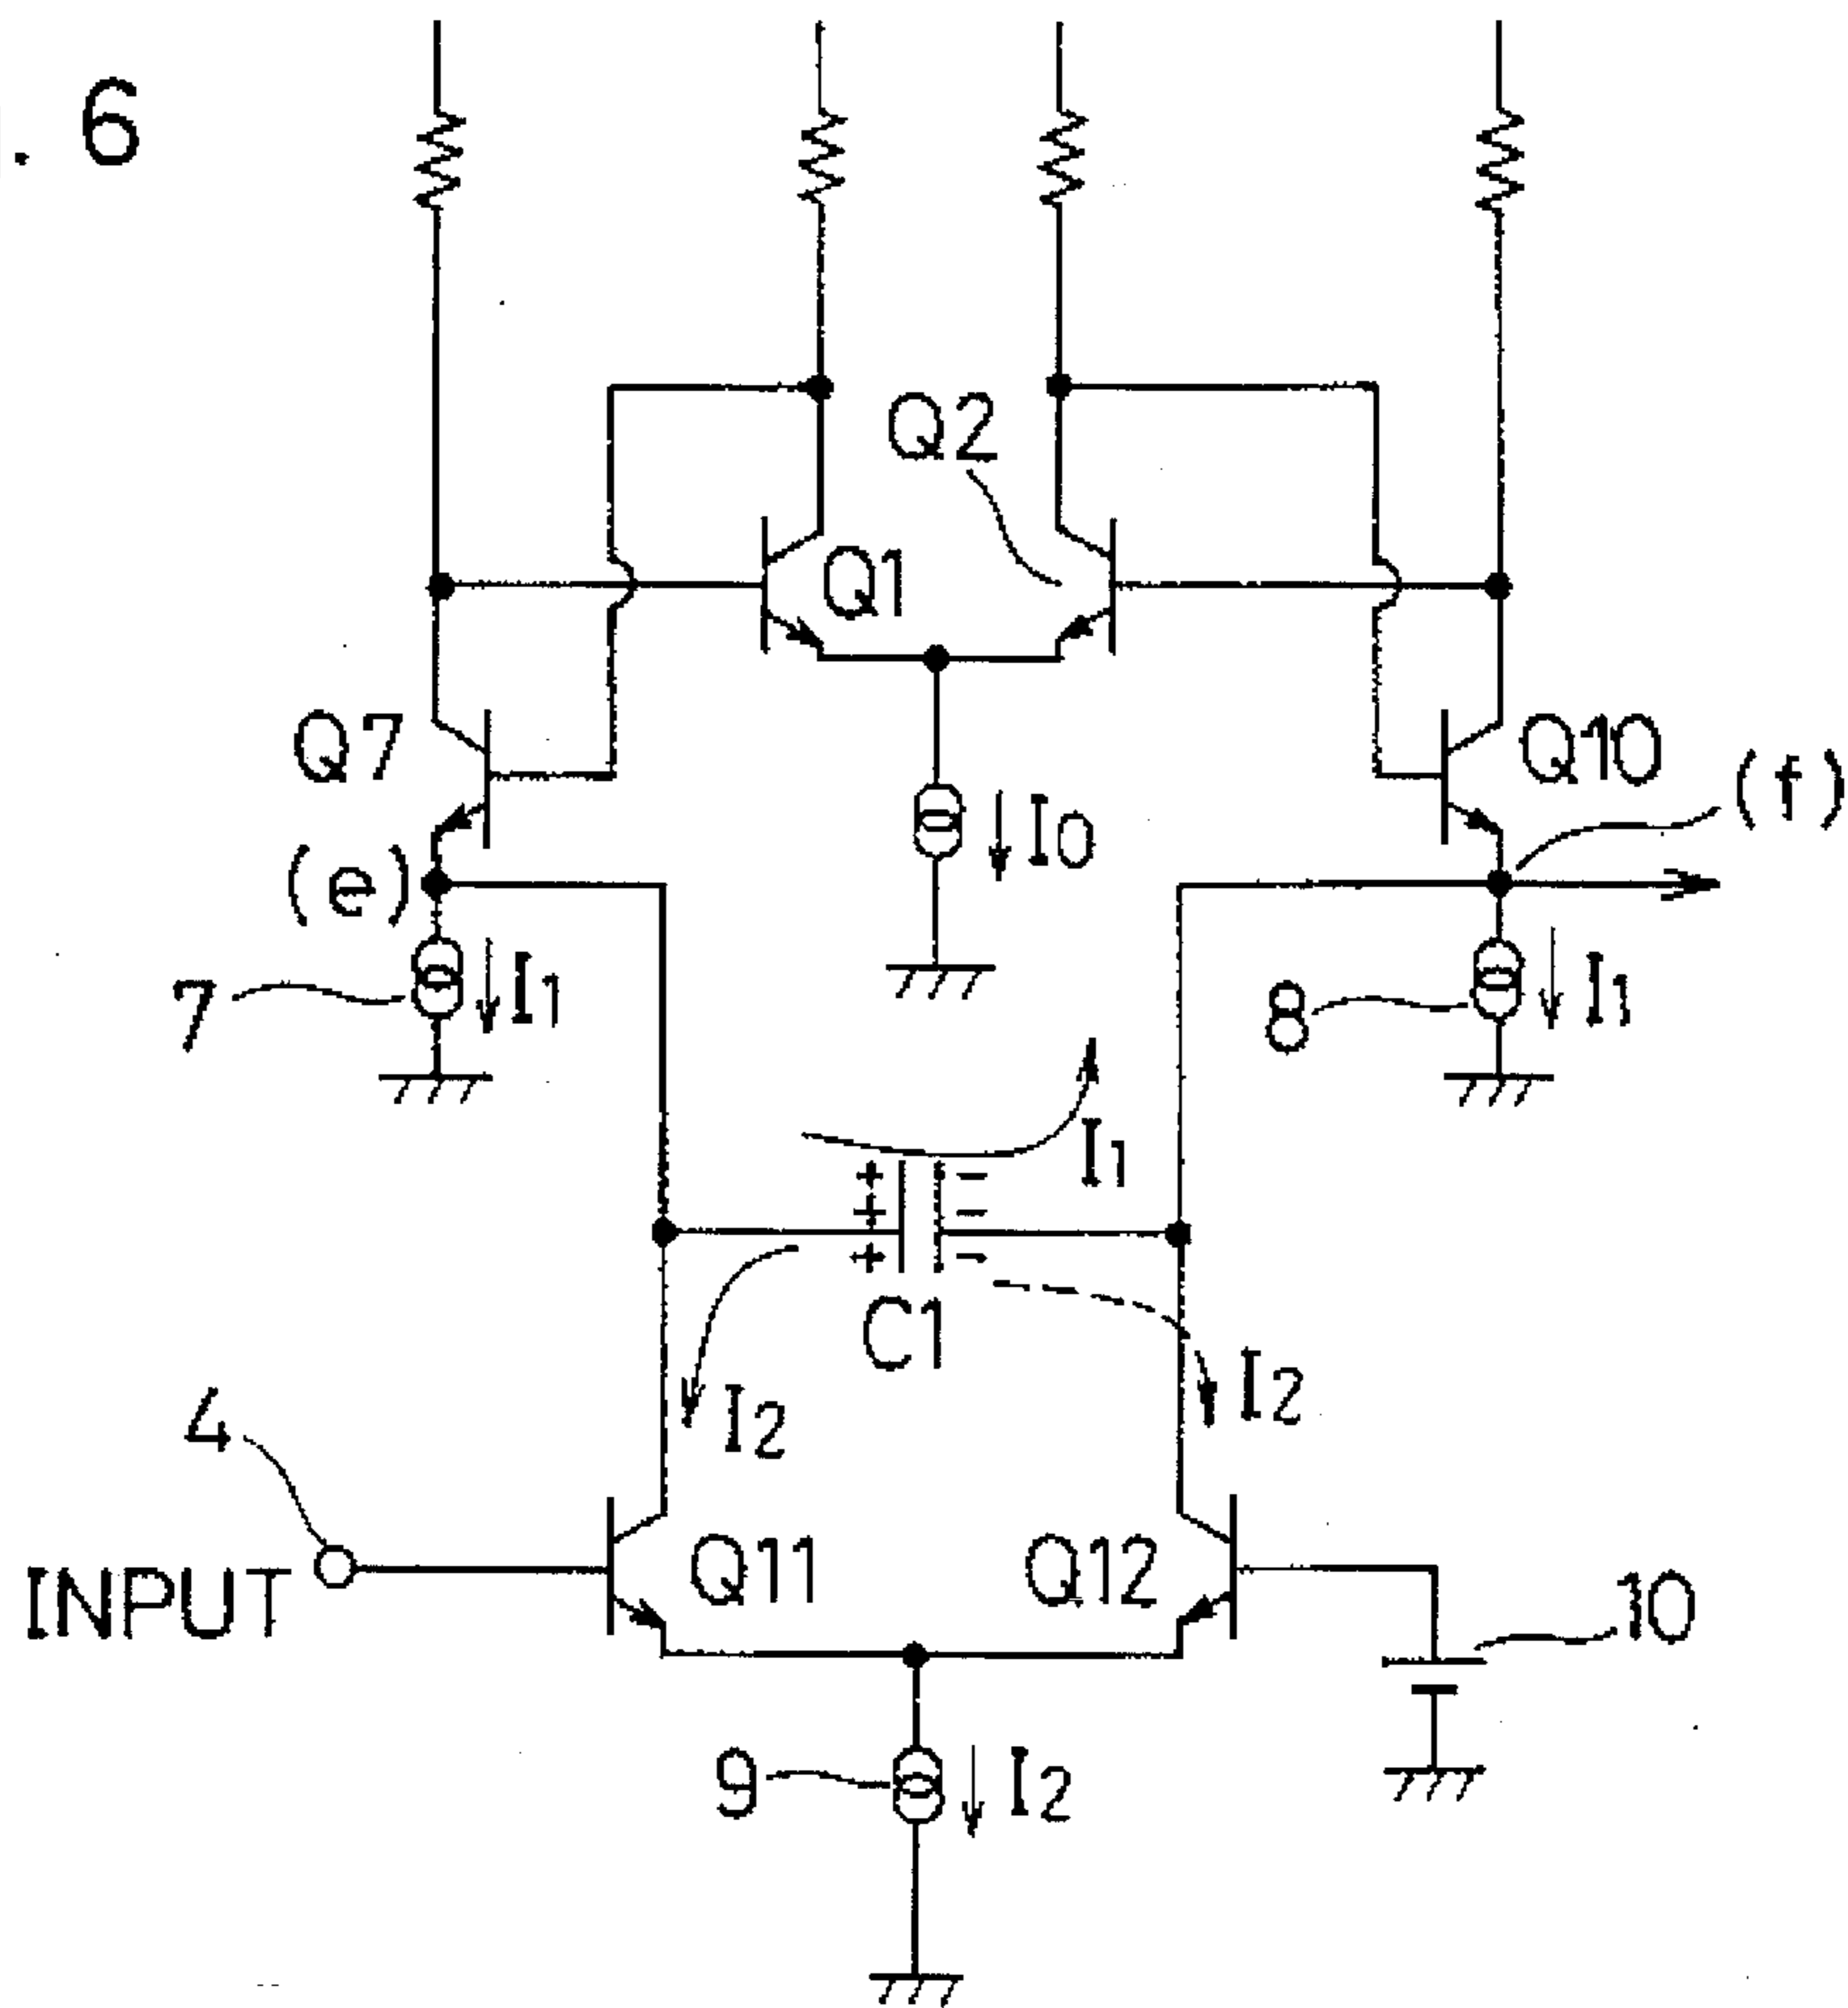 . 6
Q2
Q1
Q7
Q10
(f)
I0
(e)
I1
7
I1
8
I1
+ −
+ −
+ −
C1
I2
I2
4
Q11
Q12
INPUT
10
9
I2